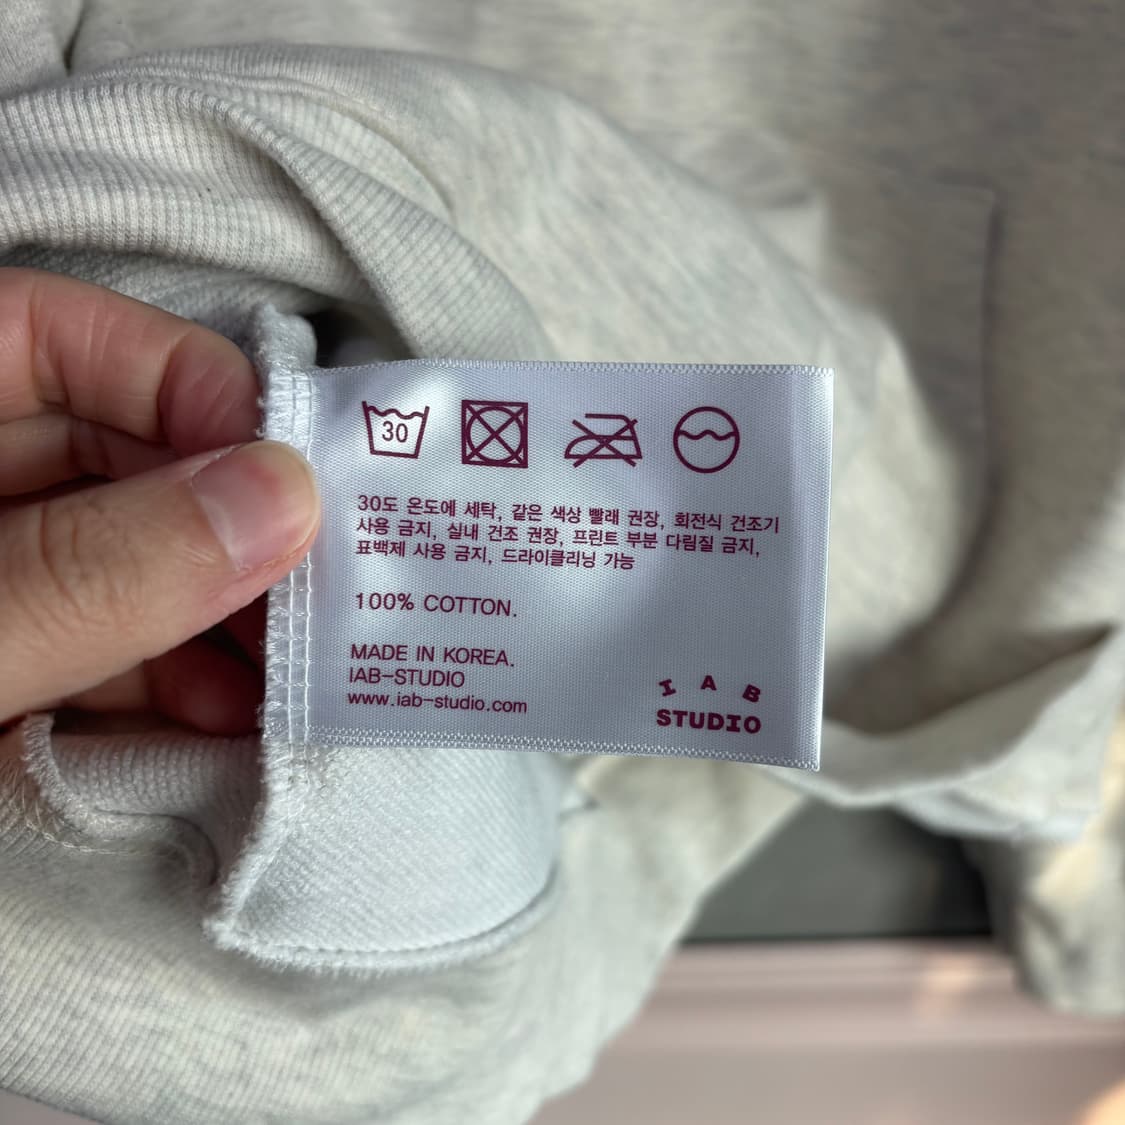 30
30도 온도에 세탁, 같은 색상 빨래 권장, 회전식 건조기
사용 금지, 실내 건조 권장, 프린트 부분 다림질 금지,
표백제 사용 금지, 드라이클리닝 가능
100% COTTON.
MADE IN KOREA.
IAB-STUDIO
www.iab-studio.com
IAB
STUDIO